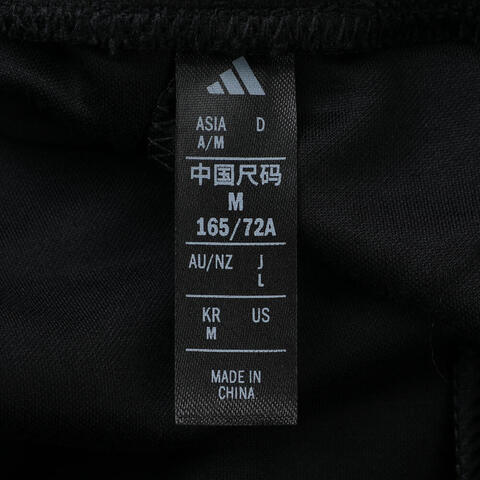 ASIA D
A/M
中国尺码
M
165/72A
AU/NZ J
L
KR US
M
MADE IN
CHINA